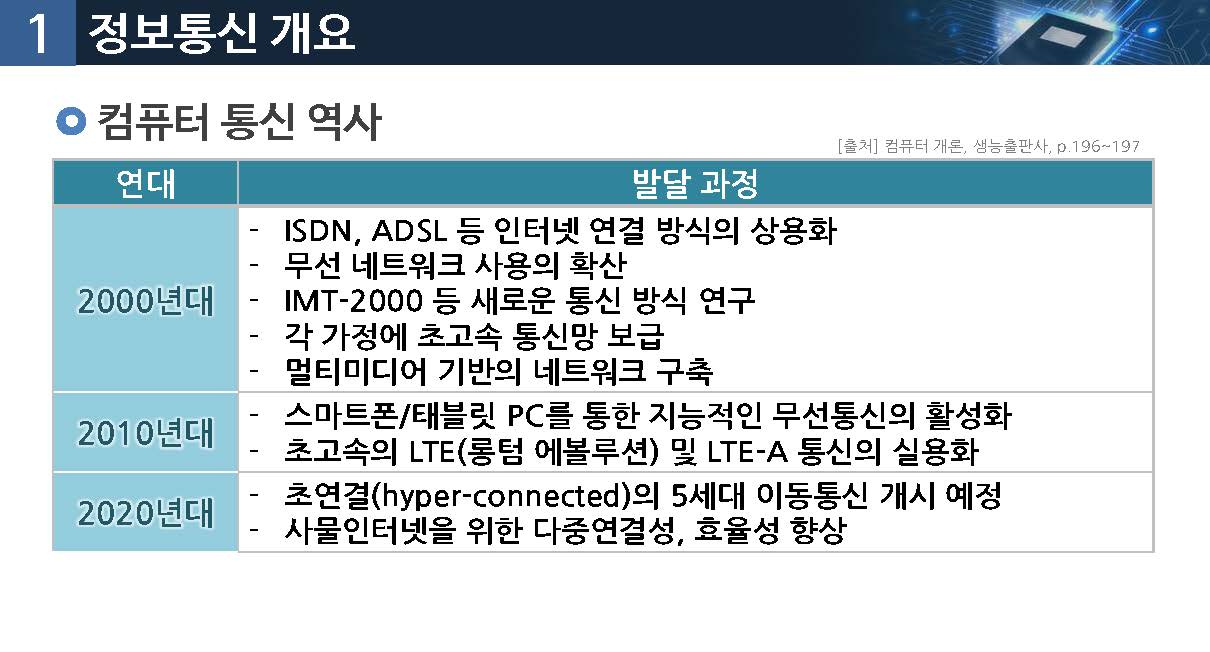 1 정보통신 개요
컴퓨터 통신 역사
[출처] 컴퓨터 개론, 생능출판사, p.196~197
연대 발달 과정
2000년대
- ISDN, ADSL 등 인터넷 연결 방식의 상용화
- 무선 네트워크 사용의 확산
- IMT-2000 등 새로운 통신 방식 연구
- 각 가정에 초고속 통신망 보급
- 멀티미디어 기반의 네트워크 구축
2010년대
- 스마트폰/태블릿 PC를 통한 지능적인 무선통신의 활성화
- 초고속의 LTE(롱텀 에볼루션) 및 LTE-A 통신의 실용화
2020년대
- 초연결(hyper-connected)의 5세대 이동통신 개시 예정
- 사물인터넷을 위한 다중연결성, 효율성 향상